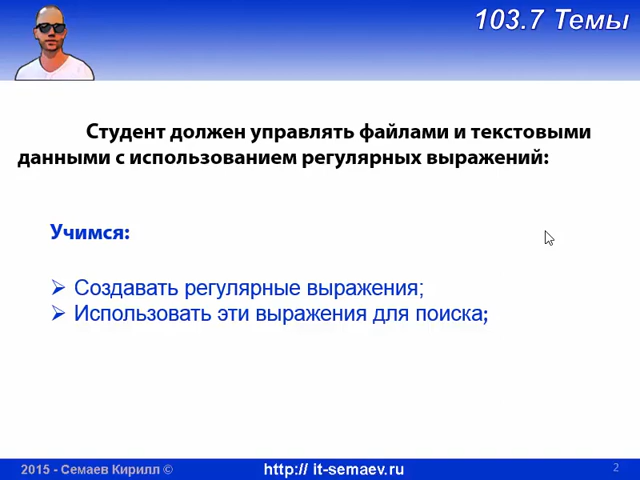 103.7 Темы
Студент должен управлять файлами и текстовыми
данными с использованием регулярных выражений:
Учимся:
Создавать регулярные выражения;
Использовать эти выражения для поиска;
2015 - Семаев Кирилл ©
http:// it-semaev.ru
2